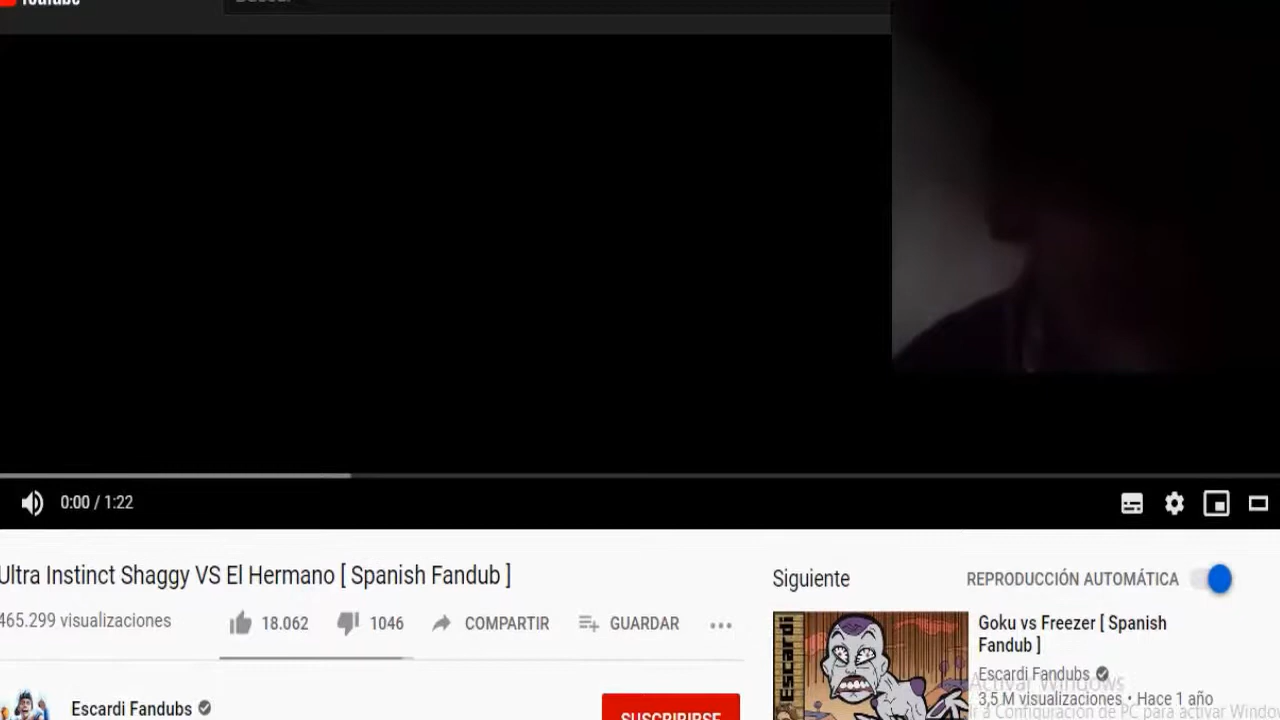 YouTube
Buscar
0:00 / 1:22
Ultra Instinct Shaggy VS El Hermano [ Spanish Fandub ]
465.299 visualizaciones
18.062
1046
COMPARTIR
GUARDAR
Escardi Fandubs
SUSCRIBIRSE
Siguiente
REPRODUCCIÓN AUTOMÁTICA
Escardi
Goku vs Freezer [ Spanish
Fandub ]
Escardi Fandubs
3,5 M visualizaciones • Hace 1 año
Activar Windows
Ir a Configuración de PC para activar Windo